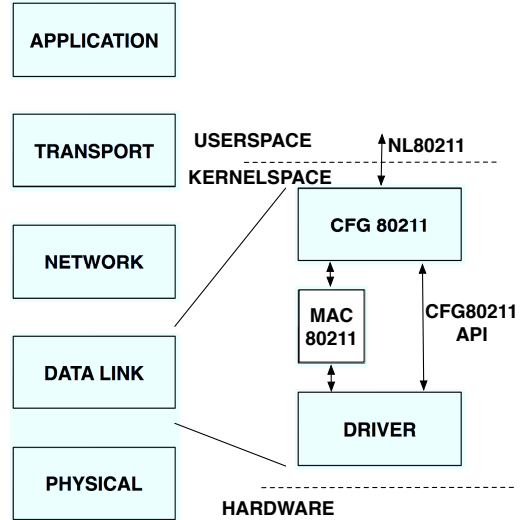 APPLICATION
TRANSPORT
NETWORK
DATA LINK
PHYSICAL
USERSPACE
NL80211
KERNELSPACE
CFG 80211
MAC
80211
CFG80211
API
DRIVER
HARDWARE